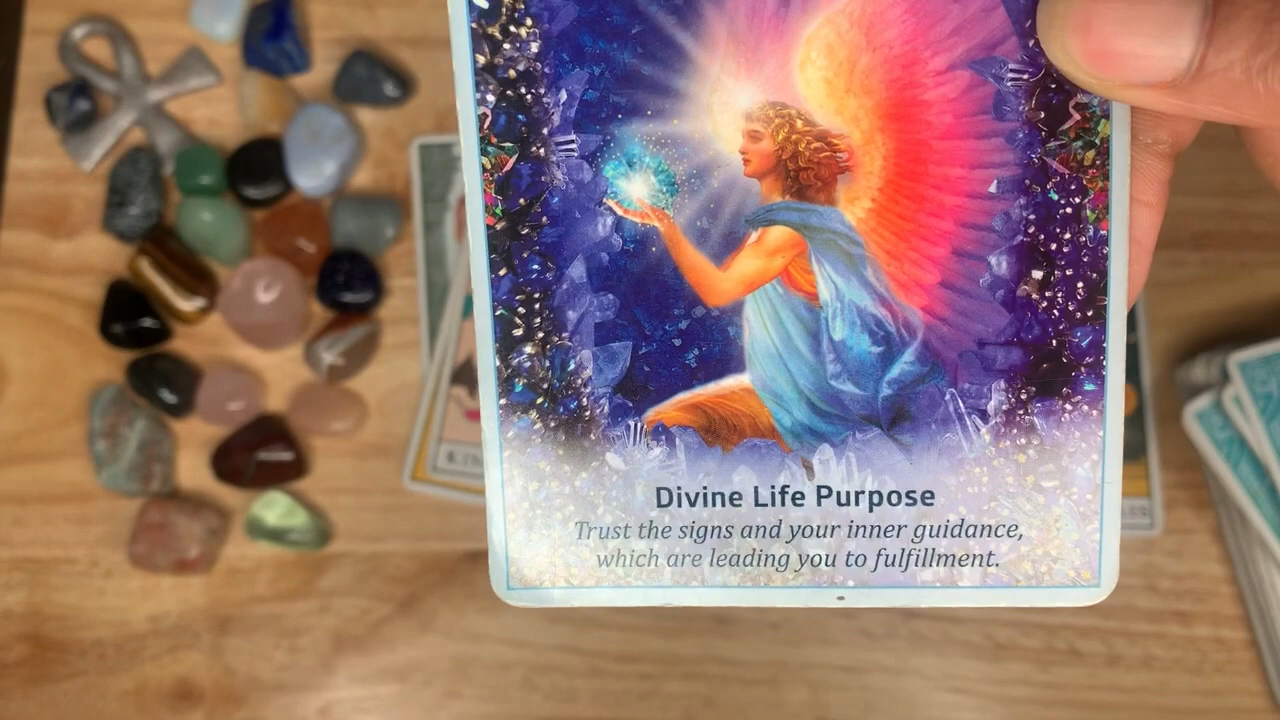 Divine Life Purpose
Trust the signs and your inner guidance,
which are leading you to fulfillment.